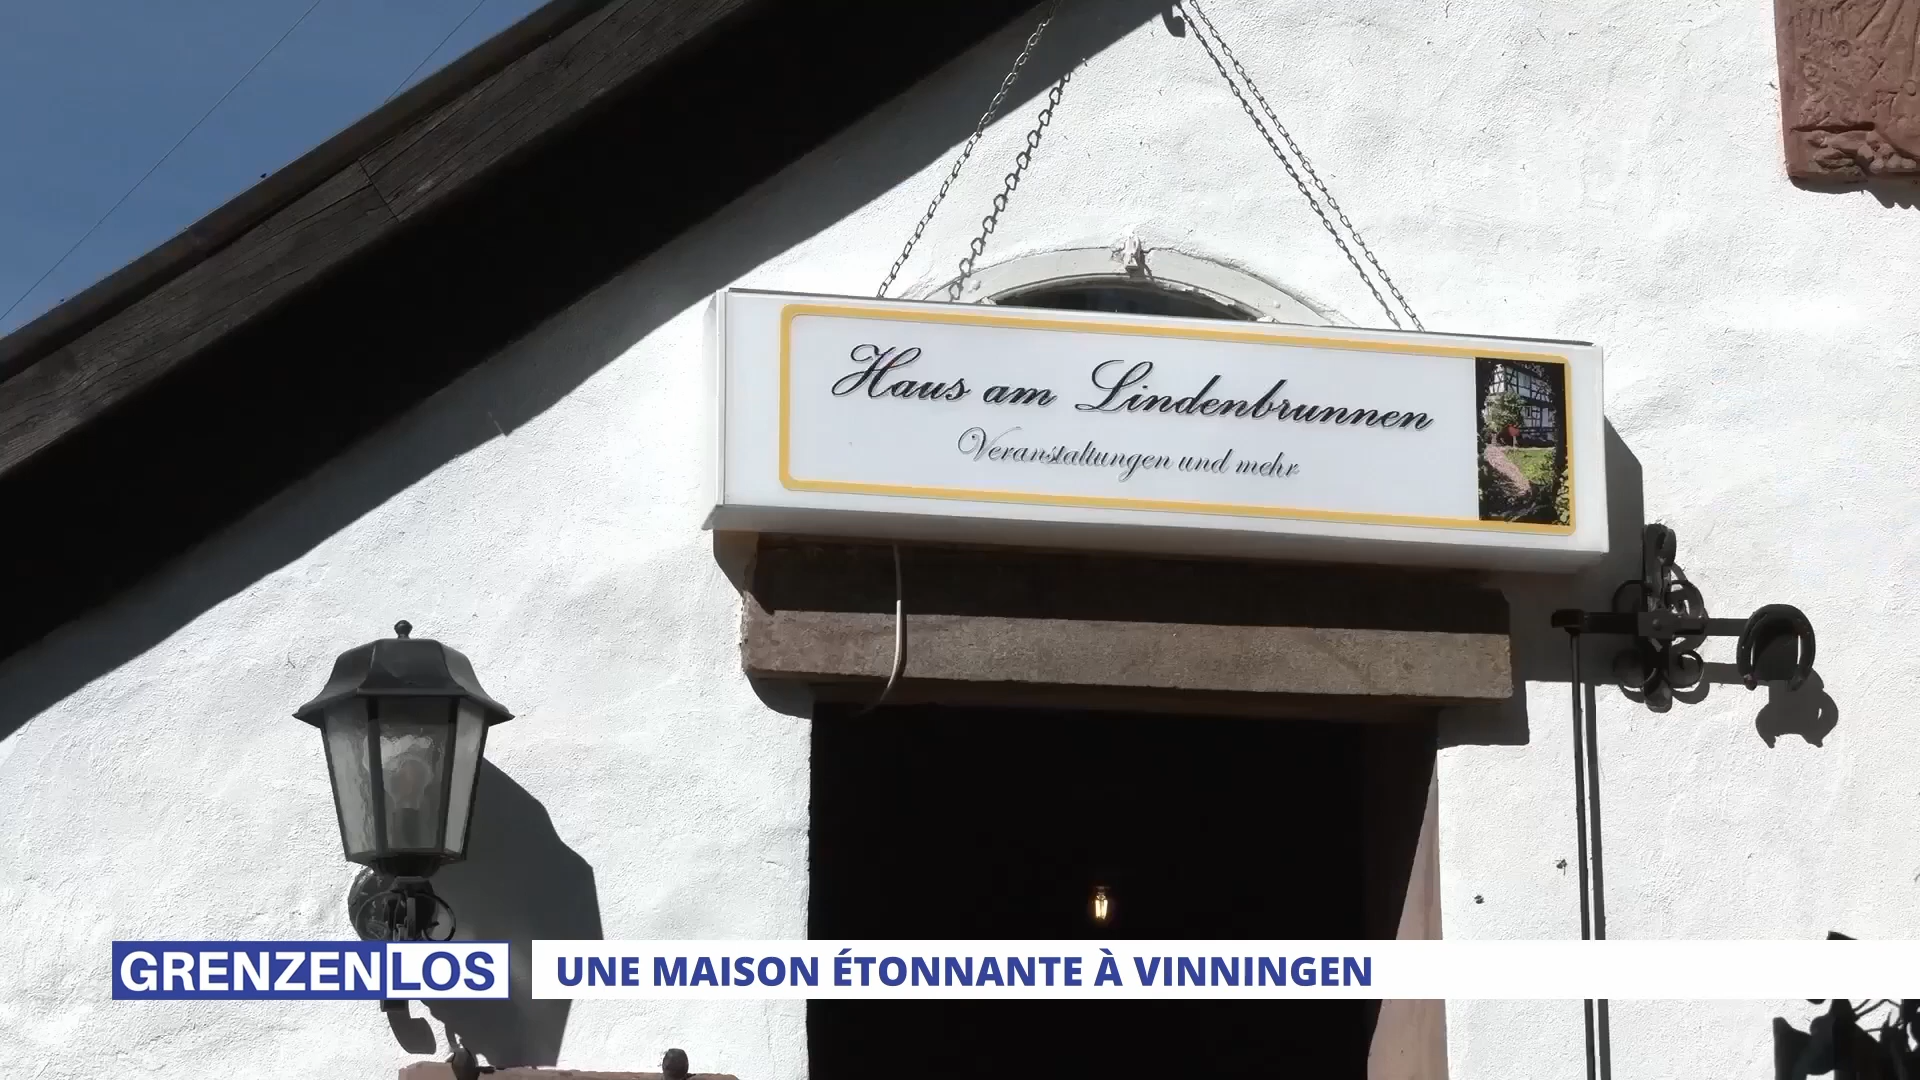 Haus am Lindenbrunnen
Veranstaltungen und mehr
GRENZENLOS UNE MAISON ÉTONNANTE À VINNINGEN